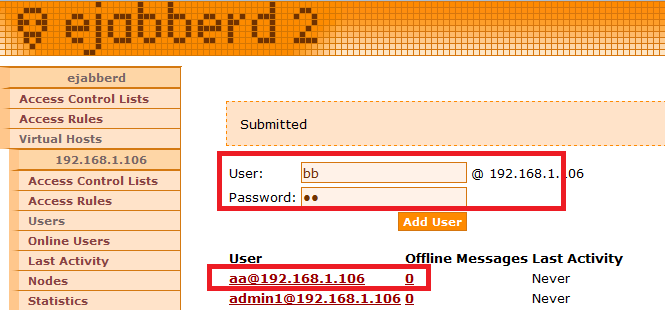 ejabberd 2
ejabberd
Access Control Lists
Access Rules
Virtual Hosts
192.168.1.106
Access Control Lists
Access Rules
Users
Online Users
Last Activity
Nodes
Statistics
Submitted
User: bb @ 192.168.1.106
Password: ●●
Add User
User Offline Messages Last Activity
aa@192.168.1.106 0 Never
admin1@192.168.1.106 0 Never